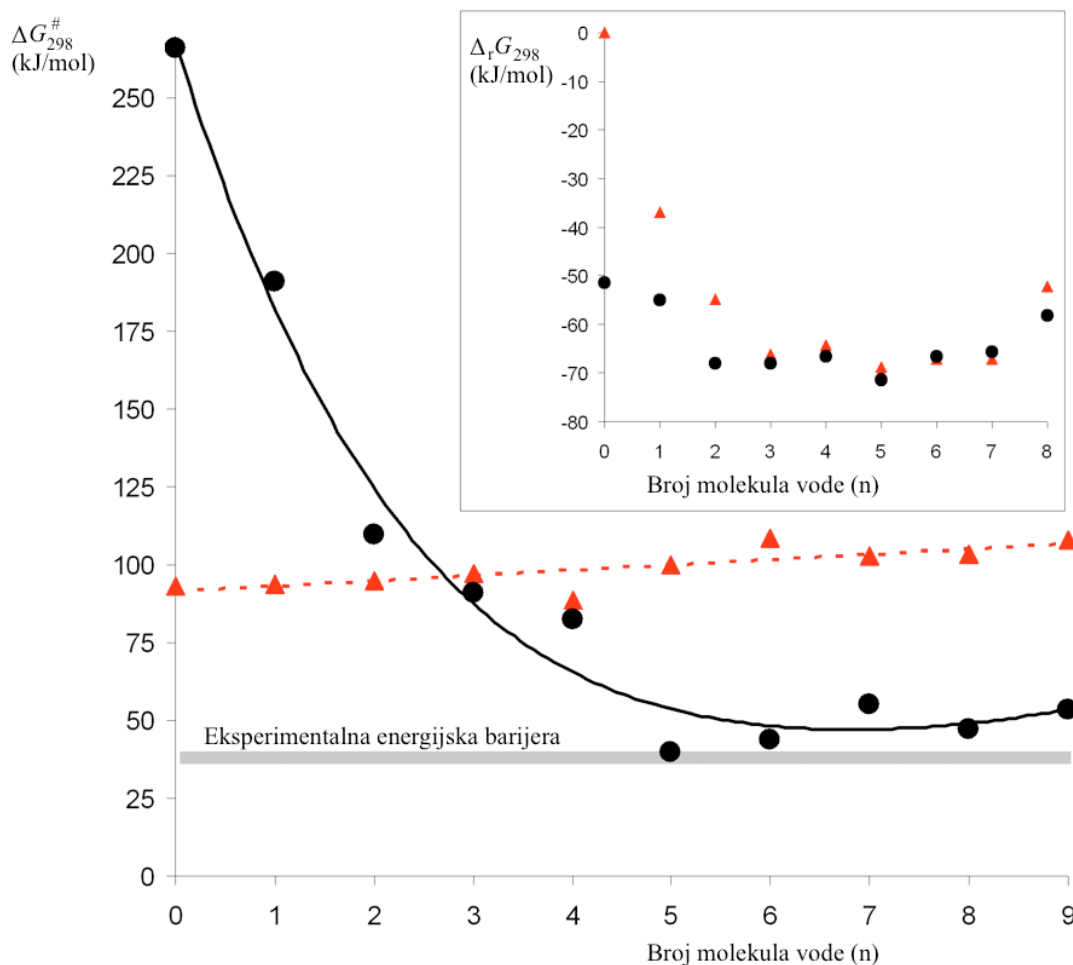 ΔG#298
(kJ/mol)
250
225
200
175
150
125
100
75
50
25
0
Eksperimentalna energijska barijera
0 1 2 3 4 5 6 7 8 9
Broj molekula vode (n)
ΔrG298
(kJ/mol)
0
-10
-20
-30
-40
-50
-60
-70
-80
0 1 2 3 4 5 6 7 8
Broj molekula vode (n)